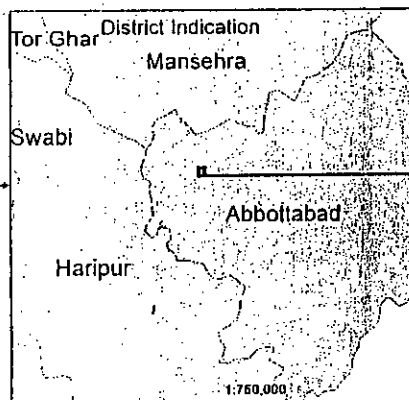 District Indication
Tor Ghar
Mansehra
Swabi
Abbottabad
Haripur
1:750,000